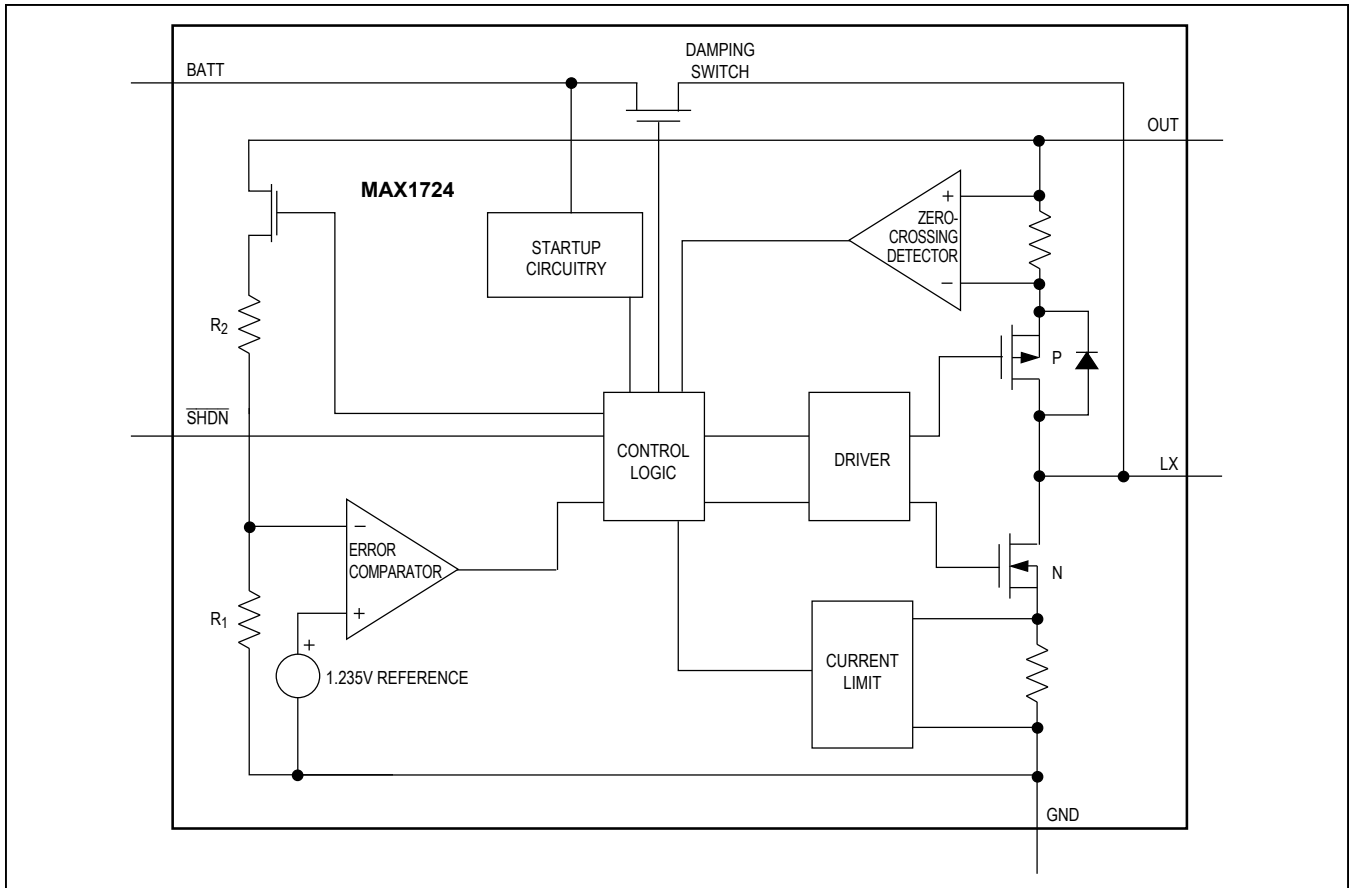 DAMPING
SWITCH
BATT
OUT
MAX1724
+
ZERO-
CROSSING
DETECTOR
−
STARTUP
CIRCUITRY
R2
P
SHDN
CONTROL
LOGIC
DRIVER
LX
−
ERROR
COMPARATOR
+
N
R1
+
1.235V REFERENCE
CURRENT
LIMIT
GND